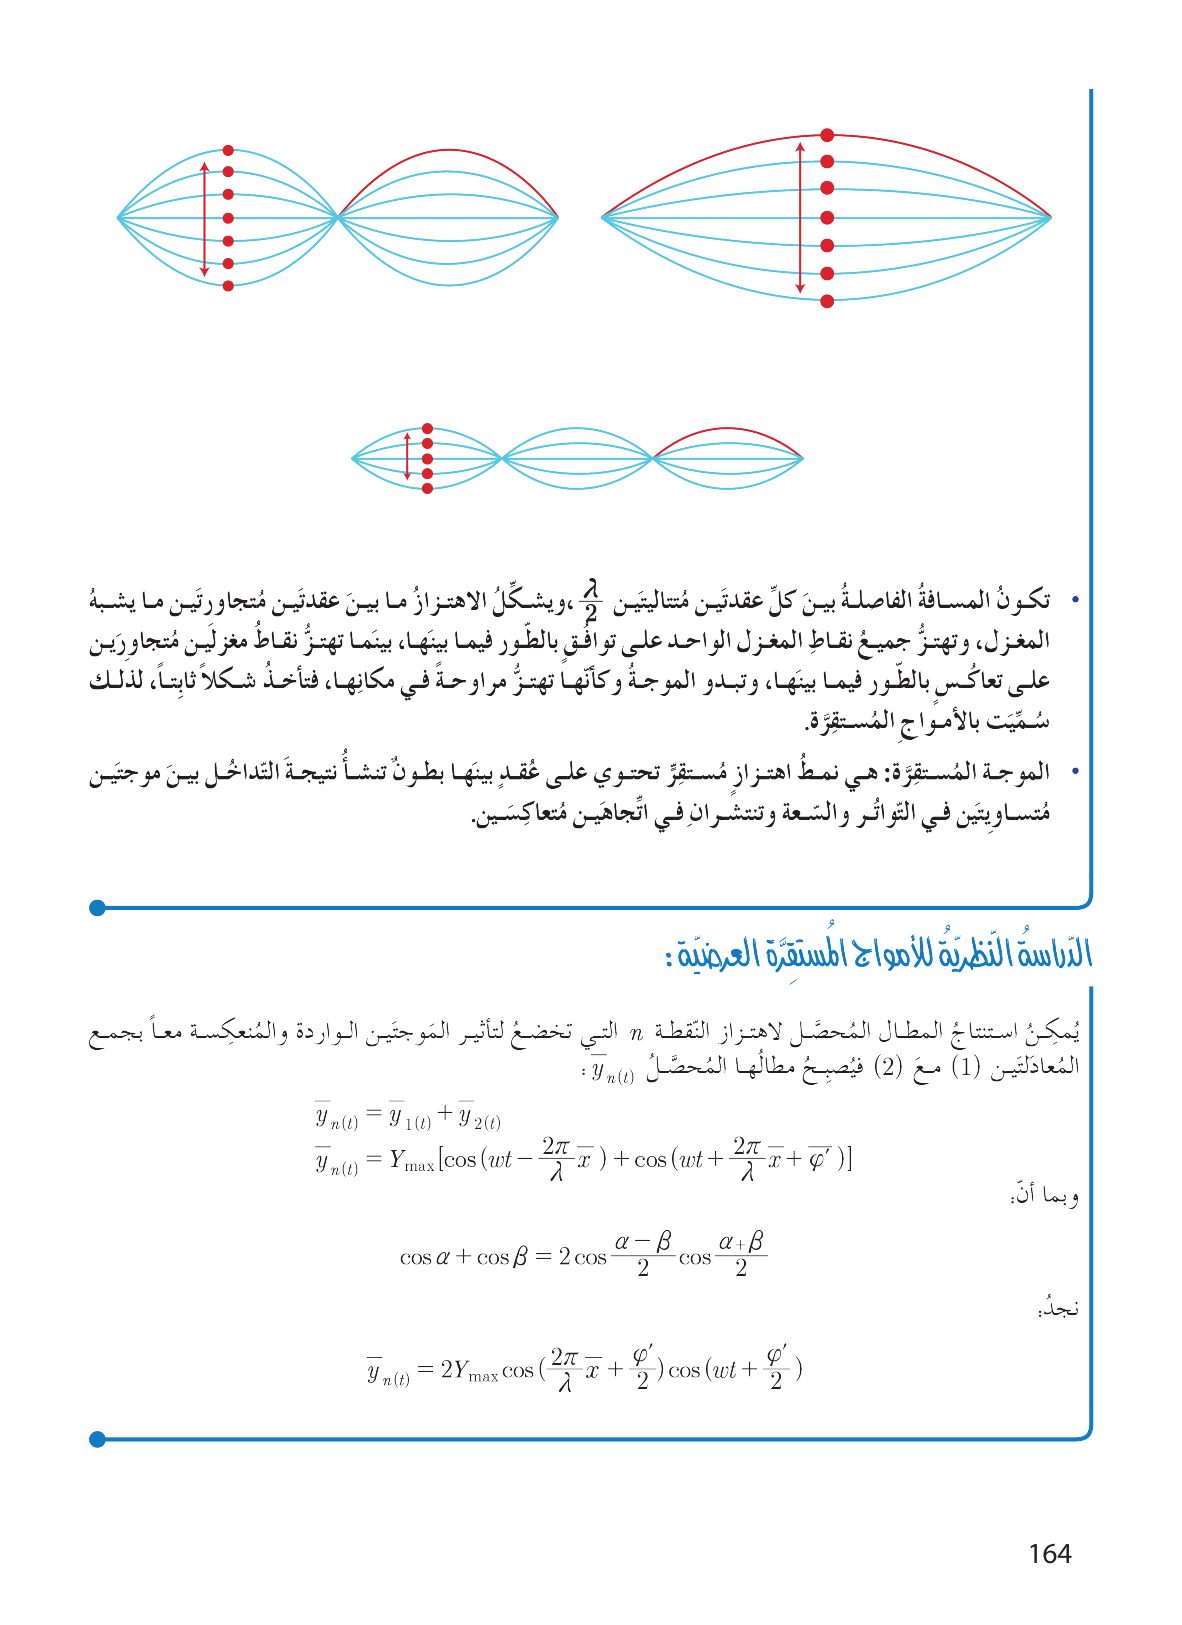 • تكونُ المسافةُ الفاصلةُ بينَ كلِّ عقدتَين مُتتاليتَين λ/2 ،ويشكِّلُ الاهتزازُ ما بينَ عقدتَين مُتجاورتَين ما يشبهُ
المغزل، وتهتزُّ جميعُ نقاطِ المغزل الواحد على توافُقٍ بالطّور فيما بينَها، بينَما تهتزُّ نقاطُ مغزلَين مُتجاوِرَين
على تعاكُسٍ بالطّور فيما بينَها، وتبدو الموجةُ وكأنّها تهتزُّ مراوحةً في مكانِها، فتأخذُ شكلاً ثابِتاً، لذلك
سُمِّيَت بالأمواجِ المُستقِرَّة.
• الموجة المُستقِرَّة: هي نمطُ اهتزازٍ مُستقِرٍّ تحتوي على عُقدٍ بينَها بطونٌ تنشأُ نتيجةَ التّداخُل بينَ موجتَين
مُتساوِيتَين في التّواتُر والسّعة وتنتشرانِ في اتِّجاهَين مُتعاكِسَين.
الدّراسةُ النّظريّةُ للأمواج المُستقِرَّة العرضيّة :
يُمكِنُ استنتاجُ المطال المُحصَّل لاهتزاز النّقطة n التي تخضعُ لتأثير المَوجتَين الواردة والمُنعكِسة معاً بجمع
المُعادَلتَين (1) معَ (2) فيُصبِحُ مطالُها المُحصَّلُ y̅n(t) :
y̅n(t) = y̅1(t) + y̅2(t)
y̅n(t) = Ymax[cos(wt − 2π/λ x̅ ) + cos(wt + 2π/λ x̅ + φ̅′ )]
وبما أنّ:
cos α + cos β = 2 cos (α − β)/2 cos (α + β)/2
نجدُ:
y̅n(t) = 2Ymax cos (2π/λ x̅ + φ′/2) cos (wt + φ′/2 )
164